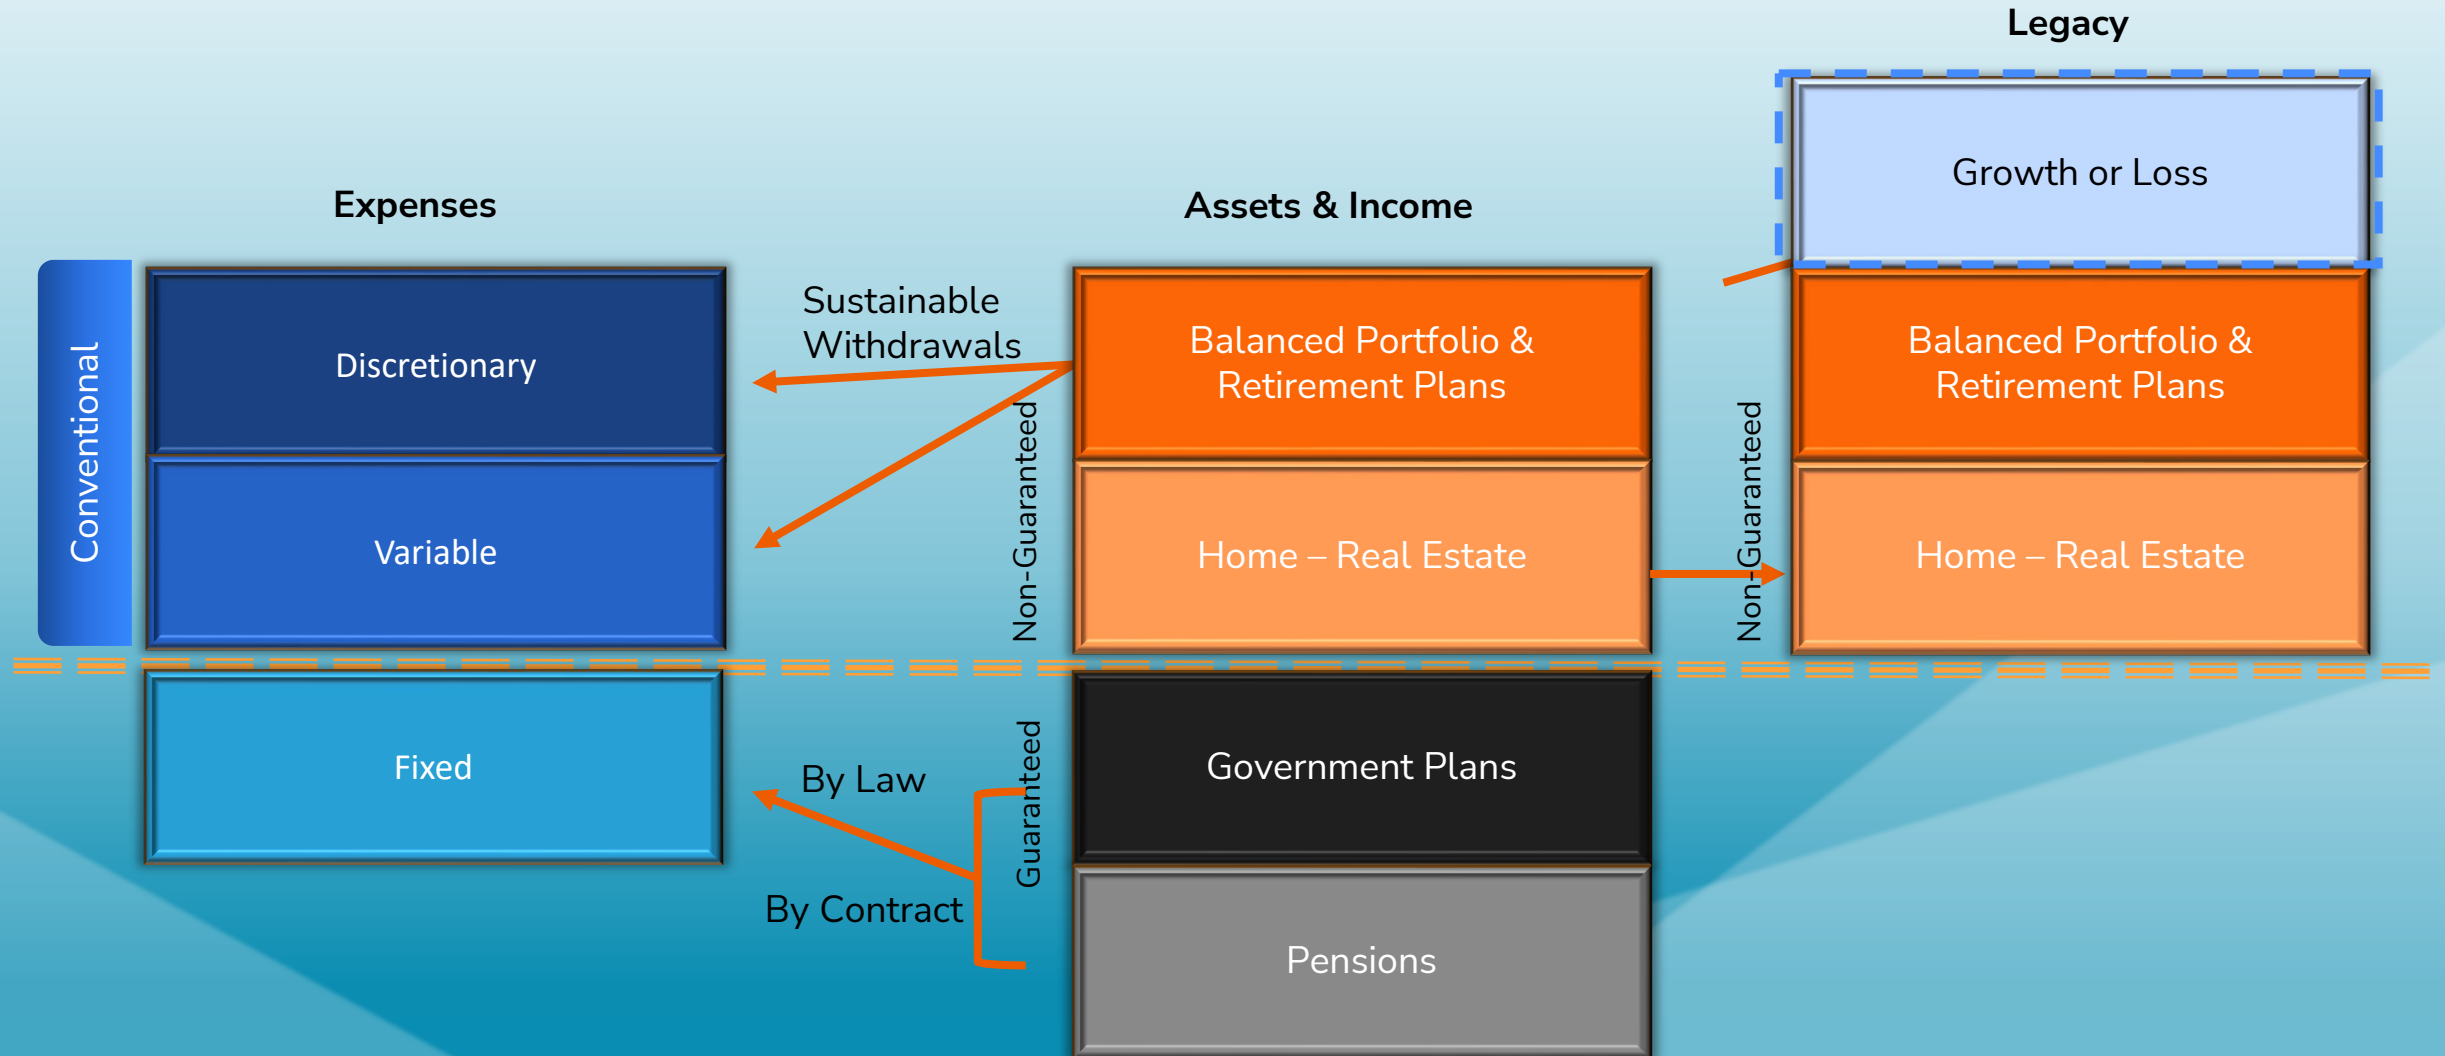 Legacy
Growth or Loss
Expenses
Assets & Income
Conventional
Discretionary
Sustainable
Withdrawals
Balanced Portfolio &
Retirement Plans
Balanced Portfolio &
Retirement Plans
Variable
Non-Guaranteed
Home – Real Estate
Non-Guaranteed
Home – Real Estate
Fixed
By Law
By Contract
Guaranteed
Government Plans
Pensions